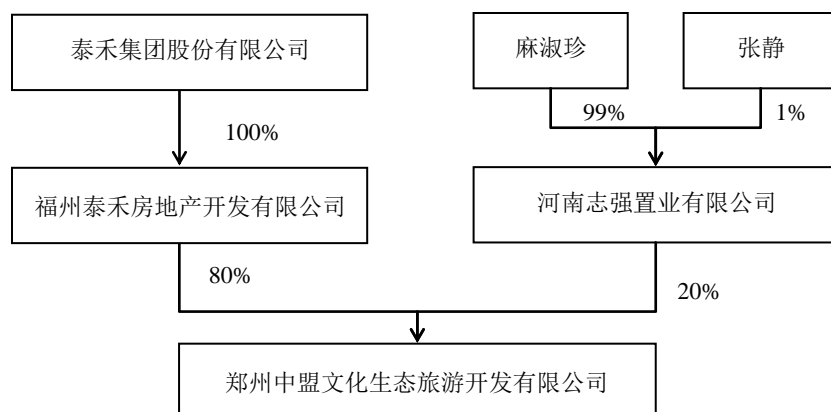 泰禾集团股份有限公司
麻淑珍
张静
100%
99%
1%
福州泰禾房地产开发有限公司
河南志强置业有限公司
80%
20%
郑州中盟文化生态旅游开发有限公司